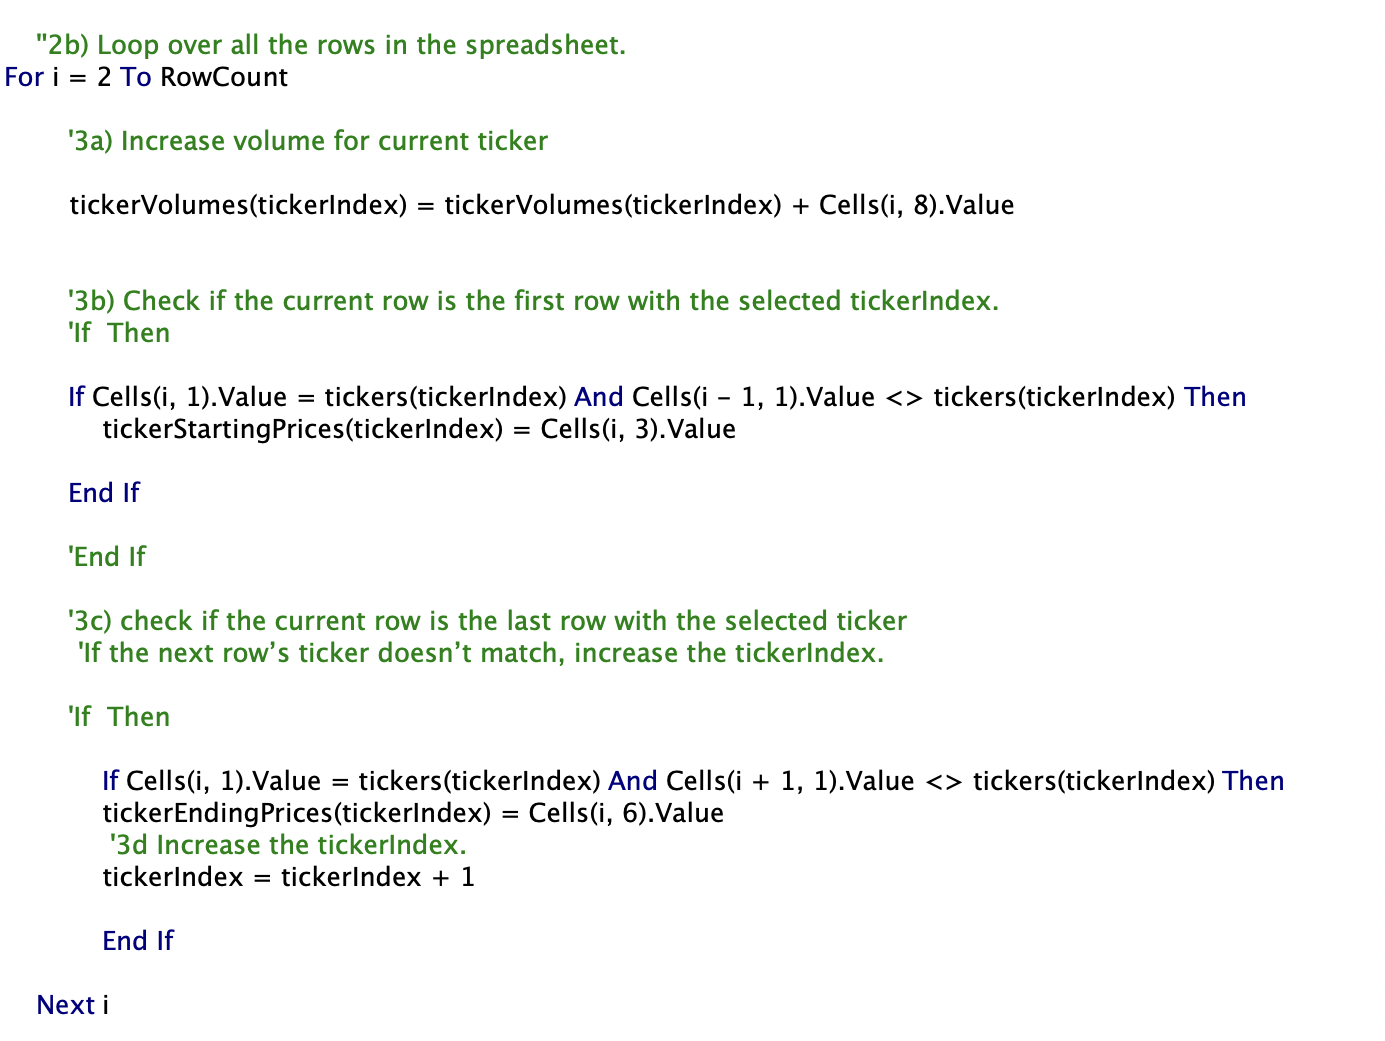 "2b) Loop over all the rows in the spreadsheet.
For i = 2 To RowCount
'3a) Increase volume for current ticker
tickerVolumes(tickerIndex) = tickerVolumes(tickerIndex) + Cells(i, 8).Value
'3b) Check if the current row is the first row with the selected tickerIndex.
'If  Then
If Cells(i, 1).Value = tickers(tickerIndex) And Cells(i - 1, 1).Value <> tickers(tickerIndex) Then
tickerStartingPrices(tickerIndex) = Cells(i, 3).Value
End If
'End If
'3c) check if the current row is the last row with the selected ticker
'If the next row’s ticker doesn’t match, increase the tickerIndex.
'If  Then
If Cells(i, 1).Value = tickers(tickerIndex) And Cells(i + 1, 1).Value <> tickers(tickerIndex) Then
tickerEndingPrices(tickerIndex) = Cells(i, 6).Value
'3d Increase the tickerIndex.
tickerIndex = tickerIndex + 1
End If
Next i